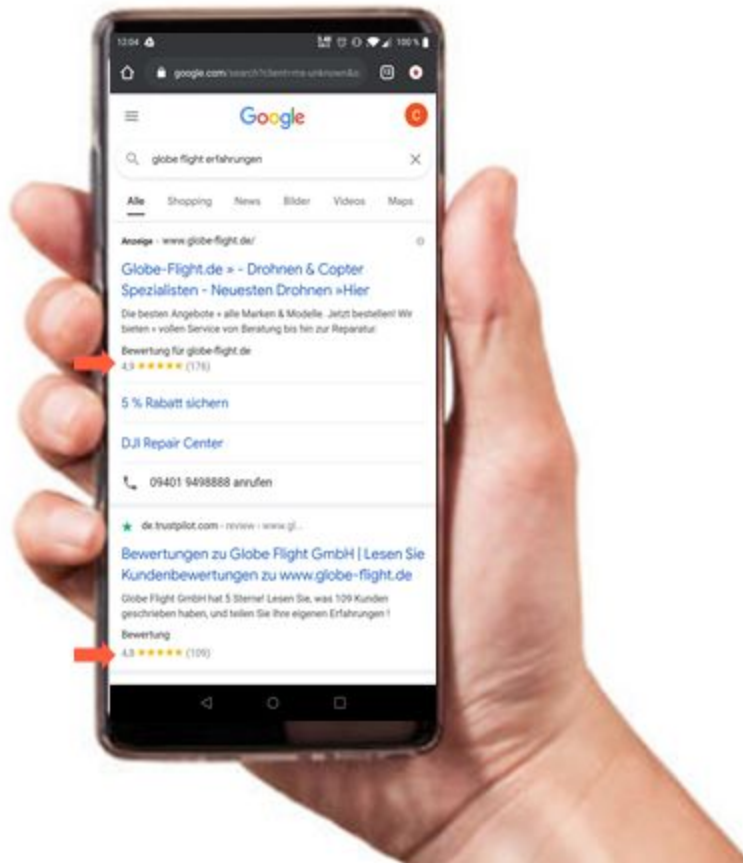 12:04
100 %
google.com/search?client=ms-unknown&
Google
C
globe flight erfahrungen
Alle Shopping News Bilder Videos Maps
Anzeige · www.globe-flight.de/
Globe-Flight.de » - Drohnen & Copter
Spezialisten - Neuesten Drohnen »Hier
Die besten Angebote + alle Marken & Modelle. Jetzt bestellen! Wir
bieten » vollen Service von Beratung bis hin zur Reparatur.
Bewertung für globe-flight.de
4,9 ★★★★★ (176)
5 % Rabatt sichern
DJI Repair Center
09401 9498888 anrufen
de.trustpilot.com › review › www.gl...
Bewertungen zu Globe Flight GmbH | Lesen Sie
Kundenbewertungen zu www.globe-flight.de
Globe Flight GmbH hat 5 Sterne! Lesen Sie, was 109 Kunden
geschrieben haben, und teilen Sie Ihre eigenen Erfahrungen !
Bewertung
4,8 ★★★★★ (109)